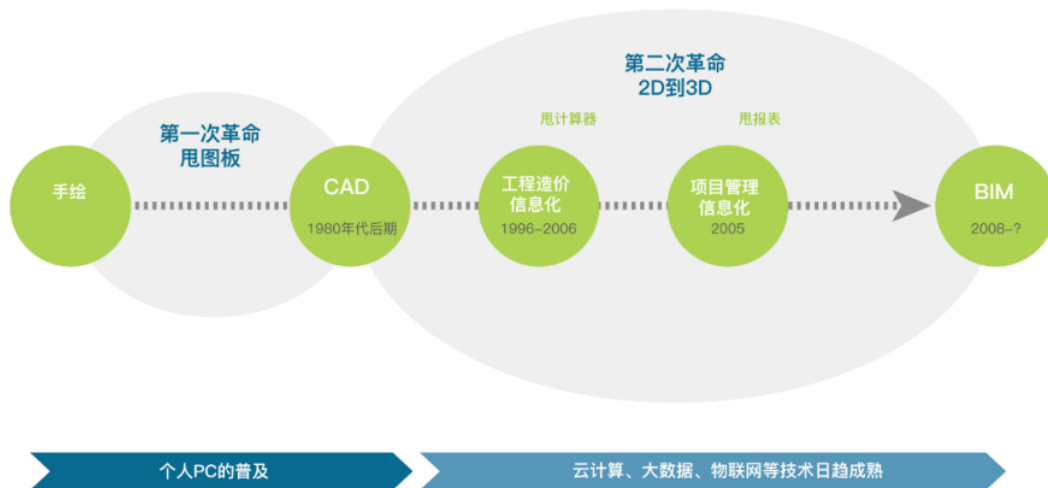 第二次革命
2D到3D
甩计算器
甩报表
第一次革命
甩图板
手绘
CAD
1980年代后期
工程造价
信息化
1996-2006
项目管理
信息化
2005
BIM
2008-?
个人PC的普及
云计算、大数据、物联网等技术日趋成熟